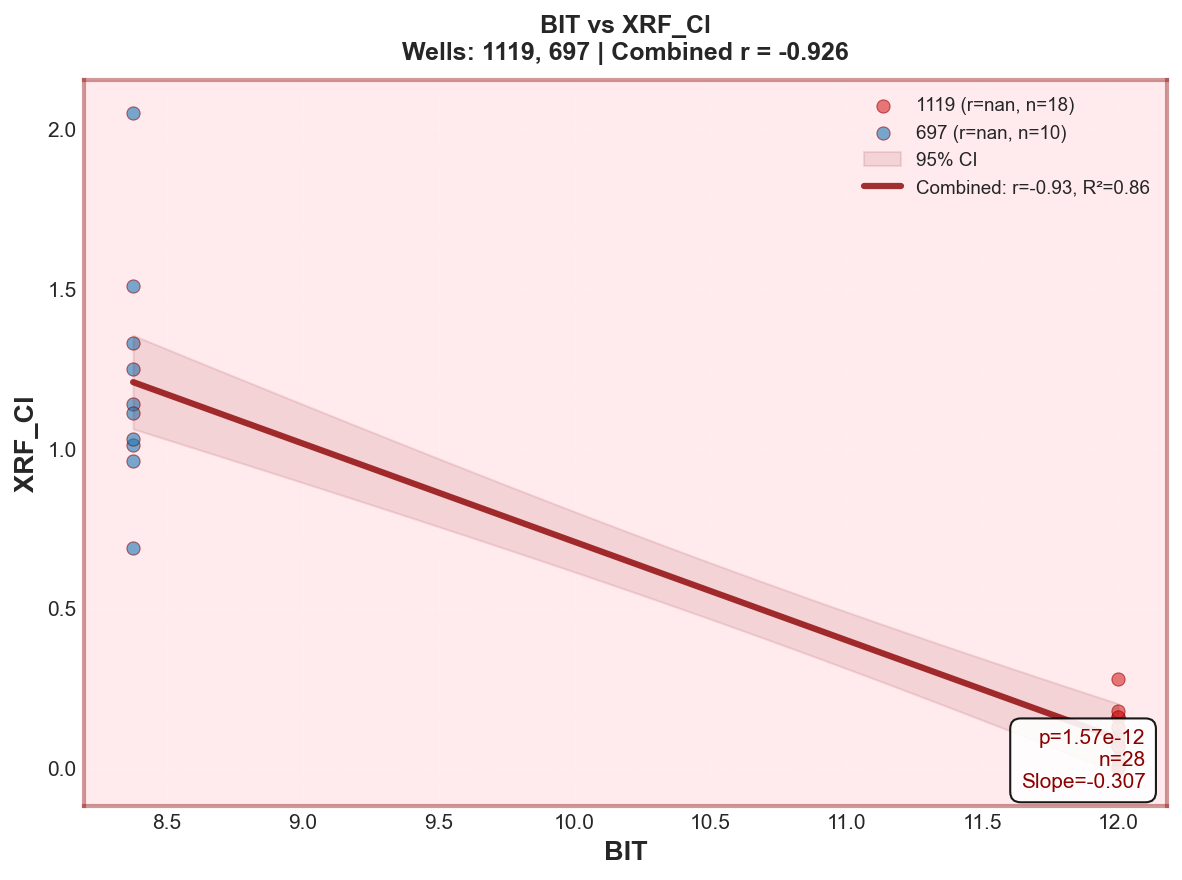 BIT vs XRF_Cl
Wells: 1119, 697 | Combined r = -0.926
1119 (r=nan, n=18)
697 (r=nan, n=10)
95% CI
Combined: r=-0.93, R²=0.86
XRF_Cl
2.0
1.5
1.0
0.5
0.0
p=1.57e-12
n=28
Slope=-0.307
8.5 9.0 9.5 10.0 10.5 11.0 11.5 12.0
BIT